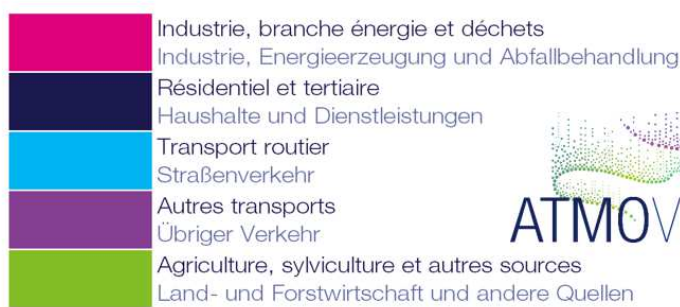 Industrie, branche énergie et déchets
Industrie, Energieerzeugung und Abfallbehandlung
Résidentiel et tertiaire
Haushalte und Dienstleistungen
Transport routier
Straßenverkehr
Autres transports
Übriger Verkehr
ATMOV
Agriculture, sylviculture et autres sources
Land- und Forstwirtschaft und andere Quellen